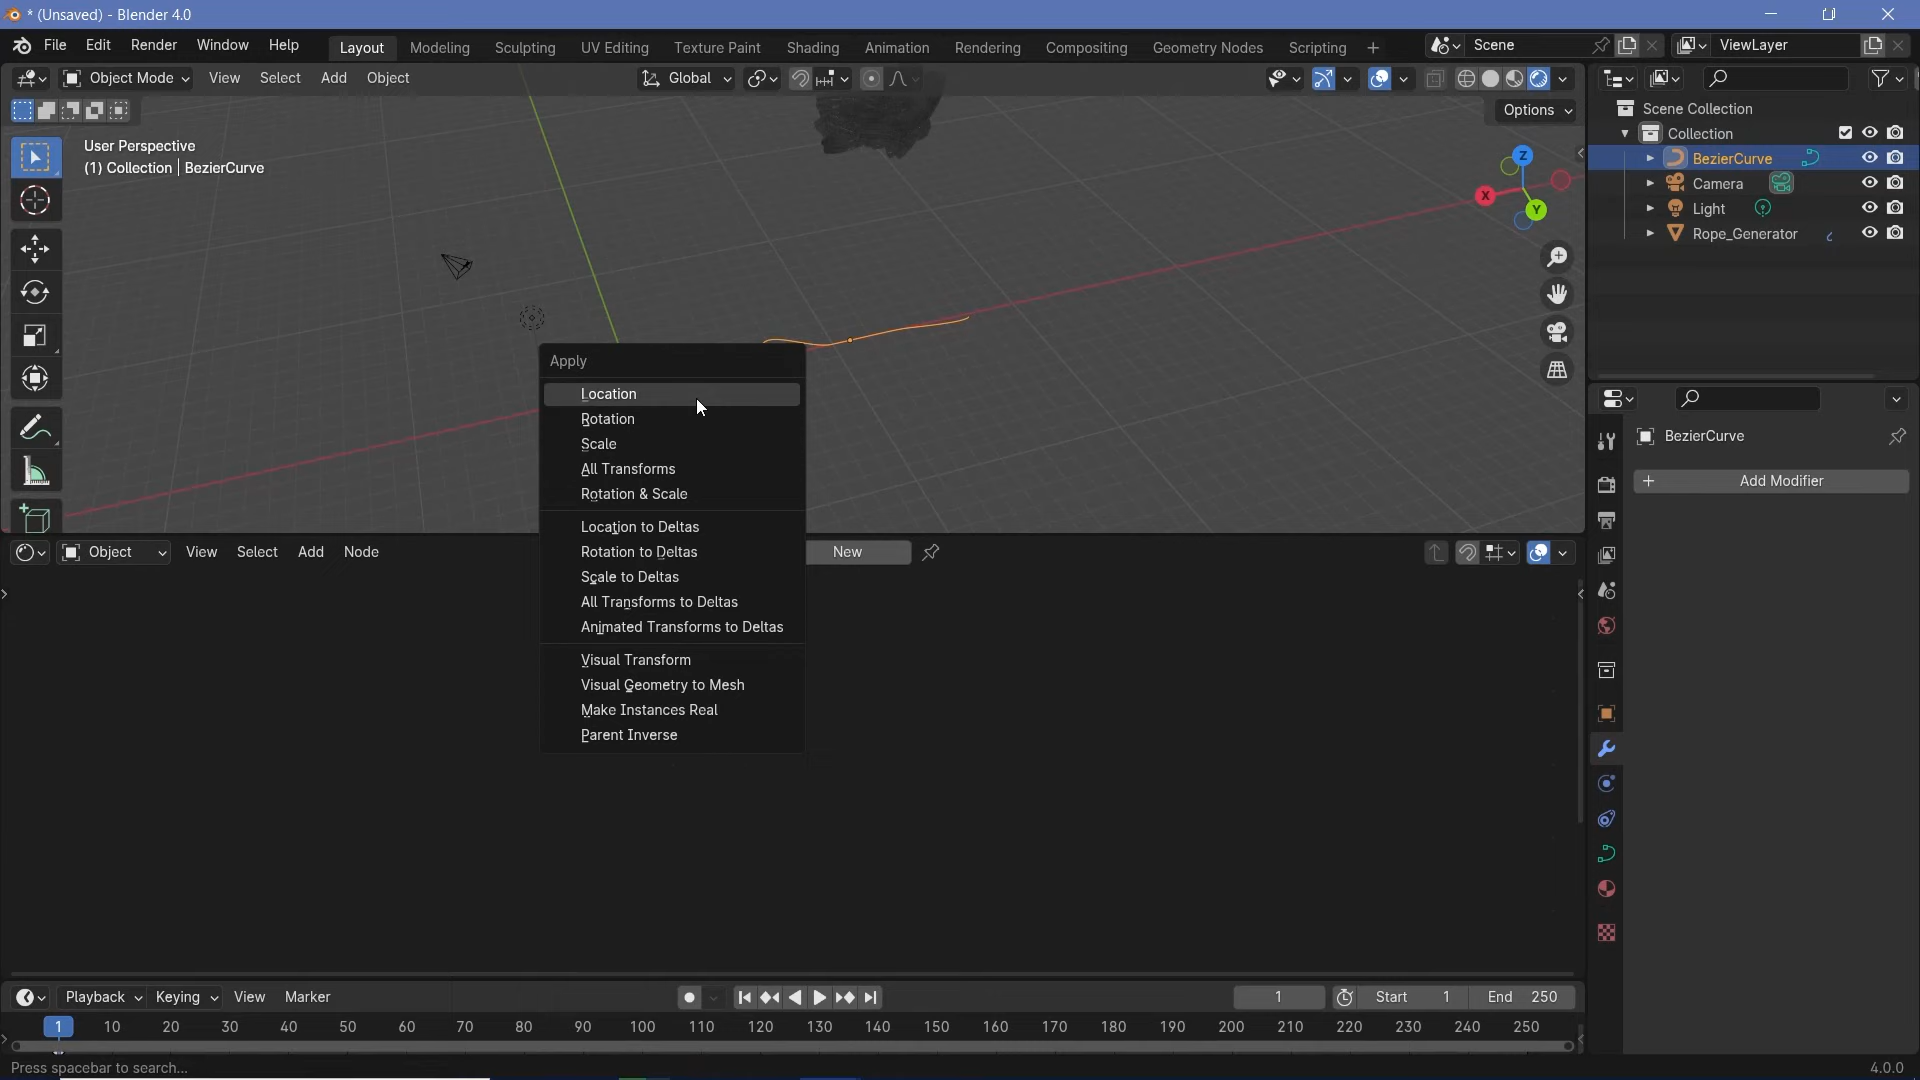 * (Unsaved) - Blender 4.0
File Edit Render Window Help Layout Modeling Sculpting UV Editing Texture Paint Shading Animation Rendering Compositing Geometry Nodes Scripting + Scene ViewLayer
Object Mode View Select Add Object Global
Options
User Perspective
(1) Collection | BezierCurve
Z
X
Y
Scene Collection
Collection
BezierCurve
Camera
Light
Rope_Generator
BezierCurve
+ Add Modifier
Apply
Location
Rotation
Scale
All Transforms
Rotation & Scale
Location to Deltas
Rotation to Deltas
Scale to Deltas
All Transforms to Deltas
Animated Transforms to Deltas
Visual Transform
Visual Geometry to Mesh
Make Instances Real
Parent Inverse
Object View Select Add Node New
Playback Keying View Marker 1 Start 1 End 250
1 10 20 30 40 50 60 70 80 90 100 110 120 130 140 150 160 170 180 190 200 210 220 230 240 250
Press spacebar to search... 4.0.0